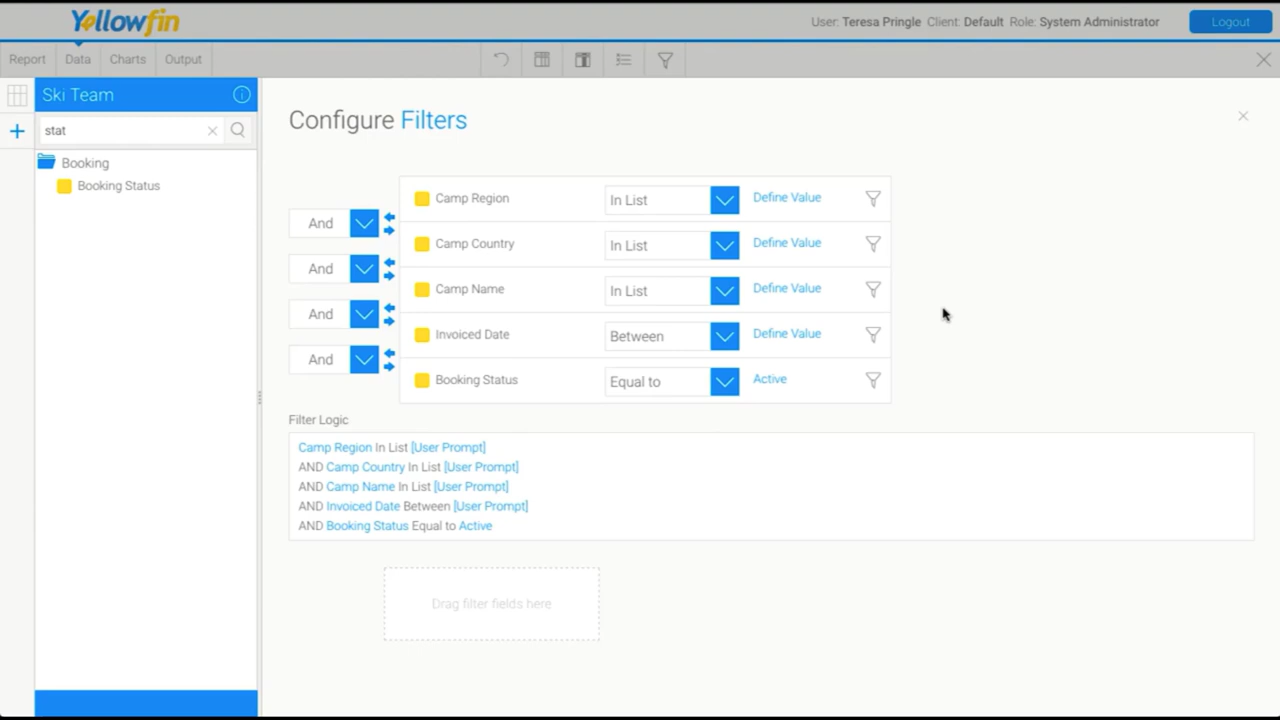 Yellowfin
User: Teresa Pringle Client: Default Role: System Administrator
Logout
Report Data Charts Output
Ski Team
stat
Booking
Booking Status
Configure Filters
Camp Region In List Define Value
And
Camp Country In List Define Value
And
Camp Name In List Define Value
And
Invoiced Date Between Define Value
And
Booking Status Equal to Active
Filter Logic
Camp Region In List [User Prompt]
AND Camp Country In List [User Prompt]
AND Camp Name In List [User Prompt]
AND Invoiced Date Between [User Prompt]
AND Booking Status Equal to Active
Drag filter fields here